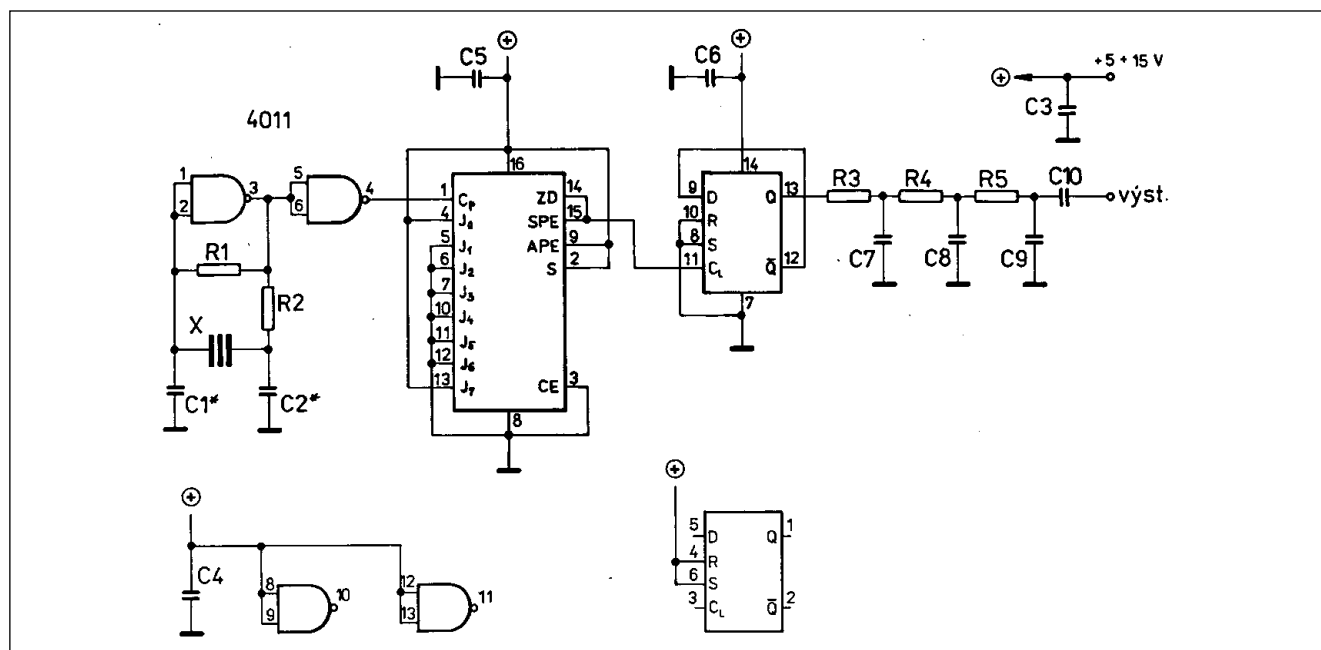 C5
C6
+5 ÷ 15 V
C3
4011
1
2
3
5
6
4
16
1 Cp
4 J0
5 J1
6 J2
7 J3
10 J4
11 J5
12 J6
13 J7
ZD 14
SPE 15
APE 9
S 2
CE 3
8
14
9 D
10 R
8 S
11 CL
Q 13
Q̅ 12
7
R3
R4
R5
C10
výst.
C7
C8
C9
R1
R2
X
C1*
C2*
C4
8
9
10
12
13
11
5 D
4 R
6 S
3 CL
Q 1
Q̅ 2